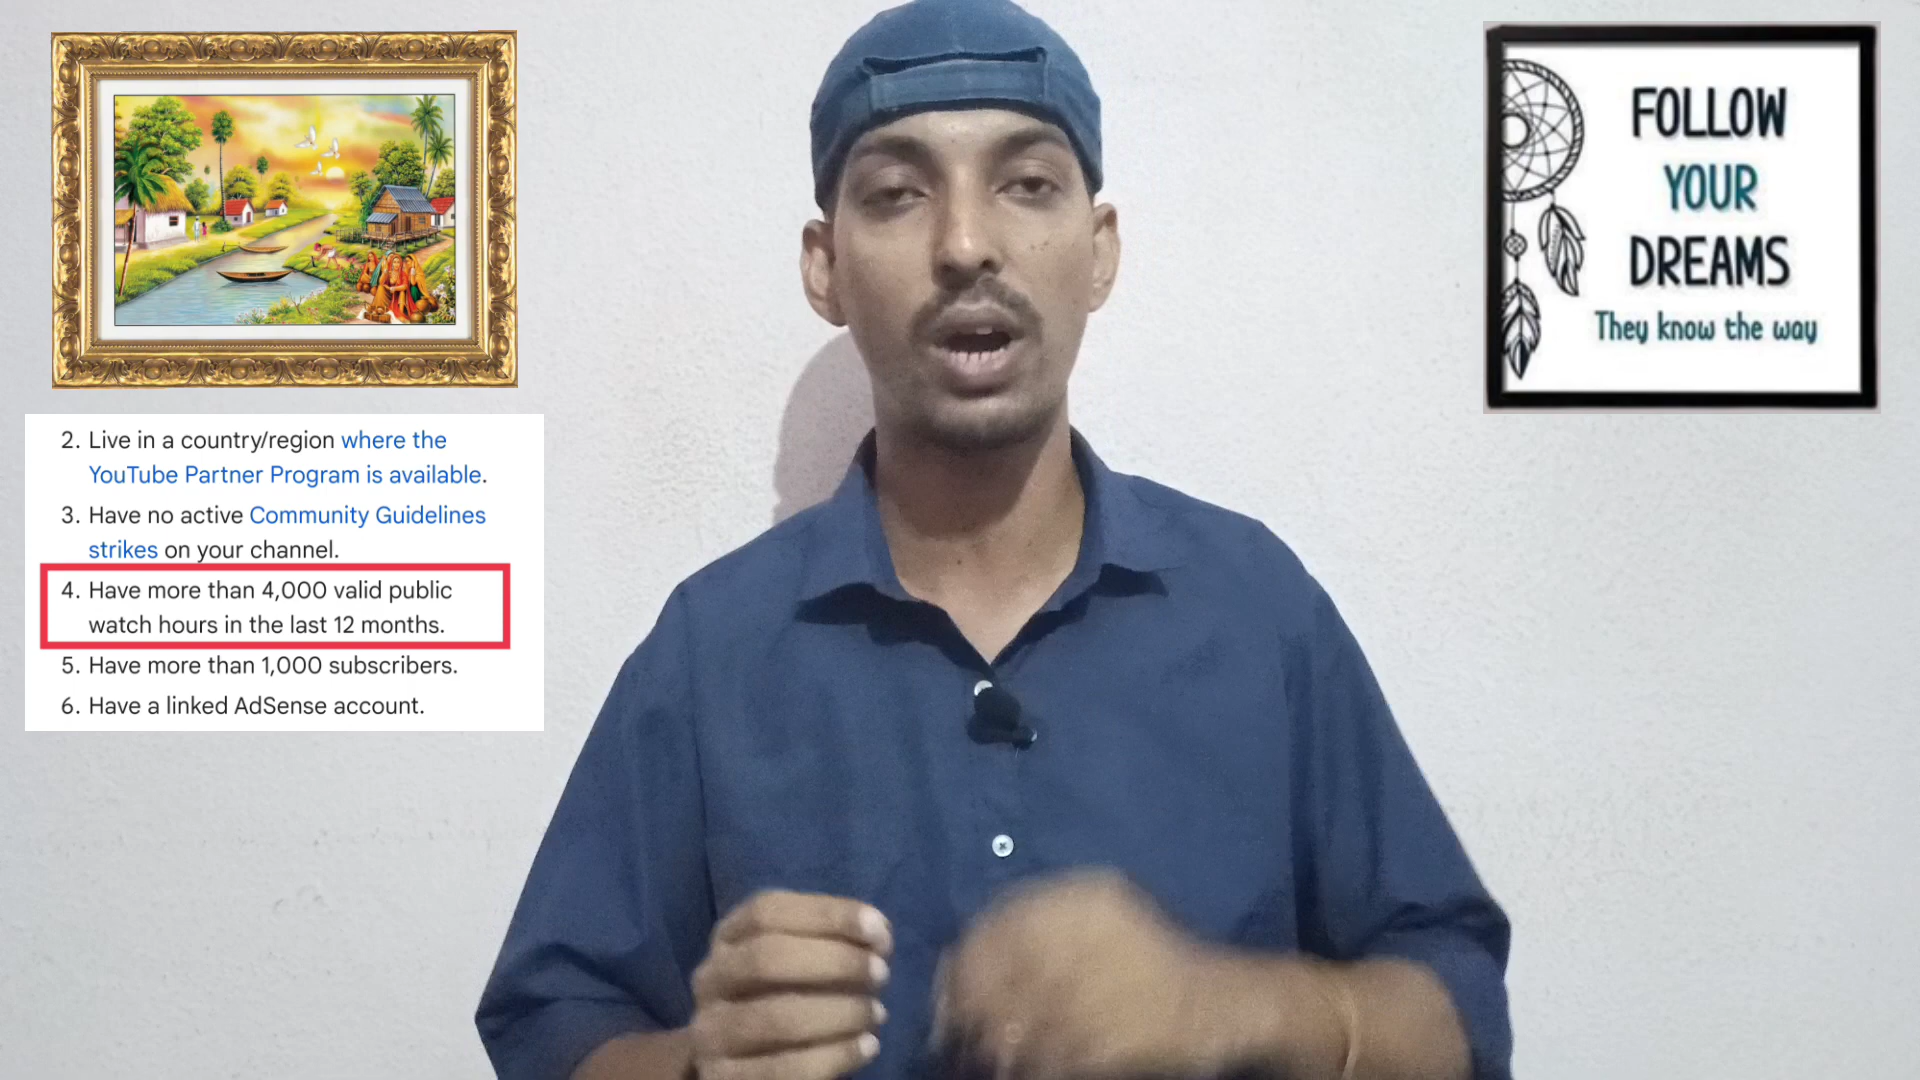 FOLLOW
YOUR
DREAMS
They know the way
2. Live in a country/region where the
YouTube Partner Program is available.
3. Have no active Community Guidelines
strikes on your channel.
4. Have more than 4,000 valid public
watch hours in the last 12 months.
5. Have more than 1,000 subscribers.
6. Have a linked AdSense account.